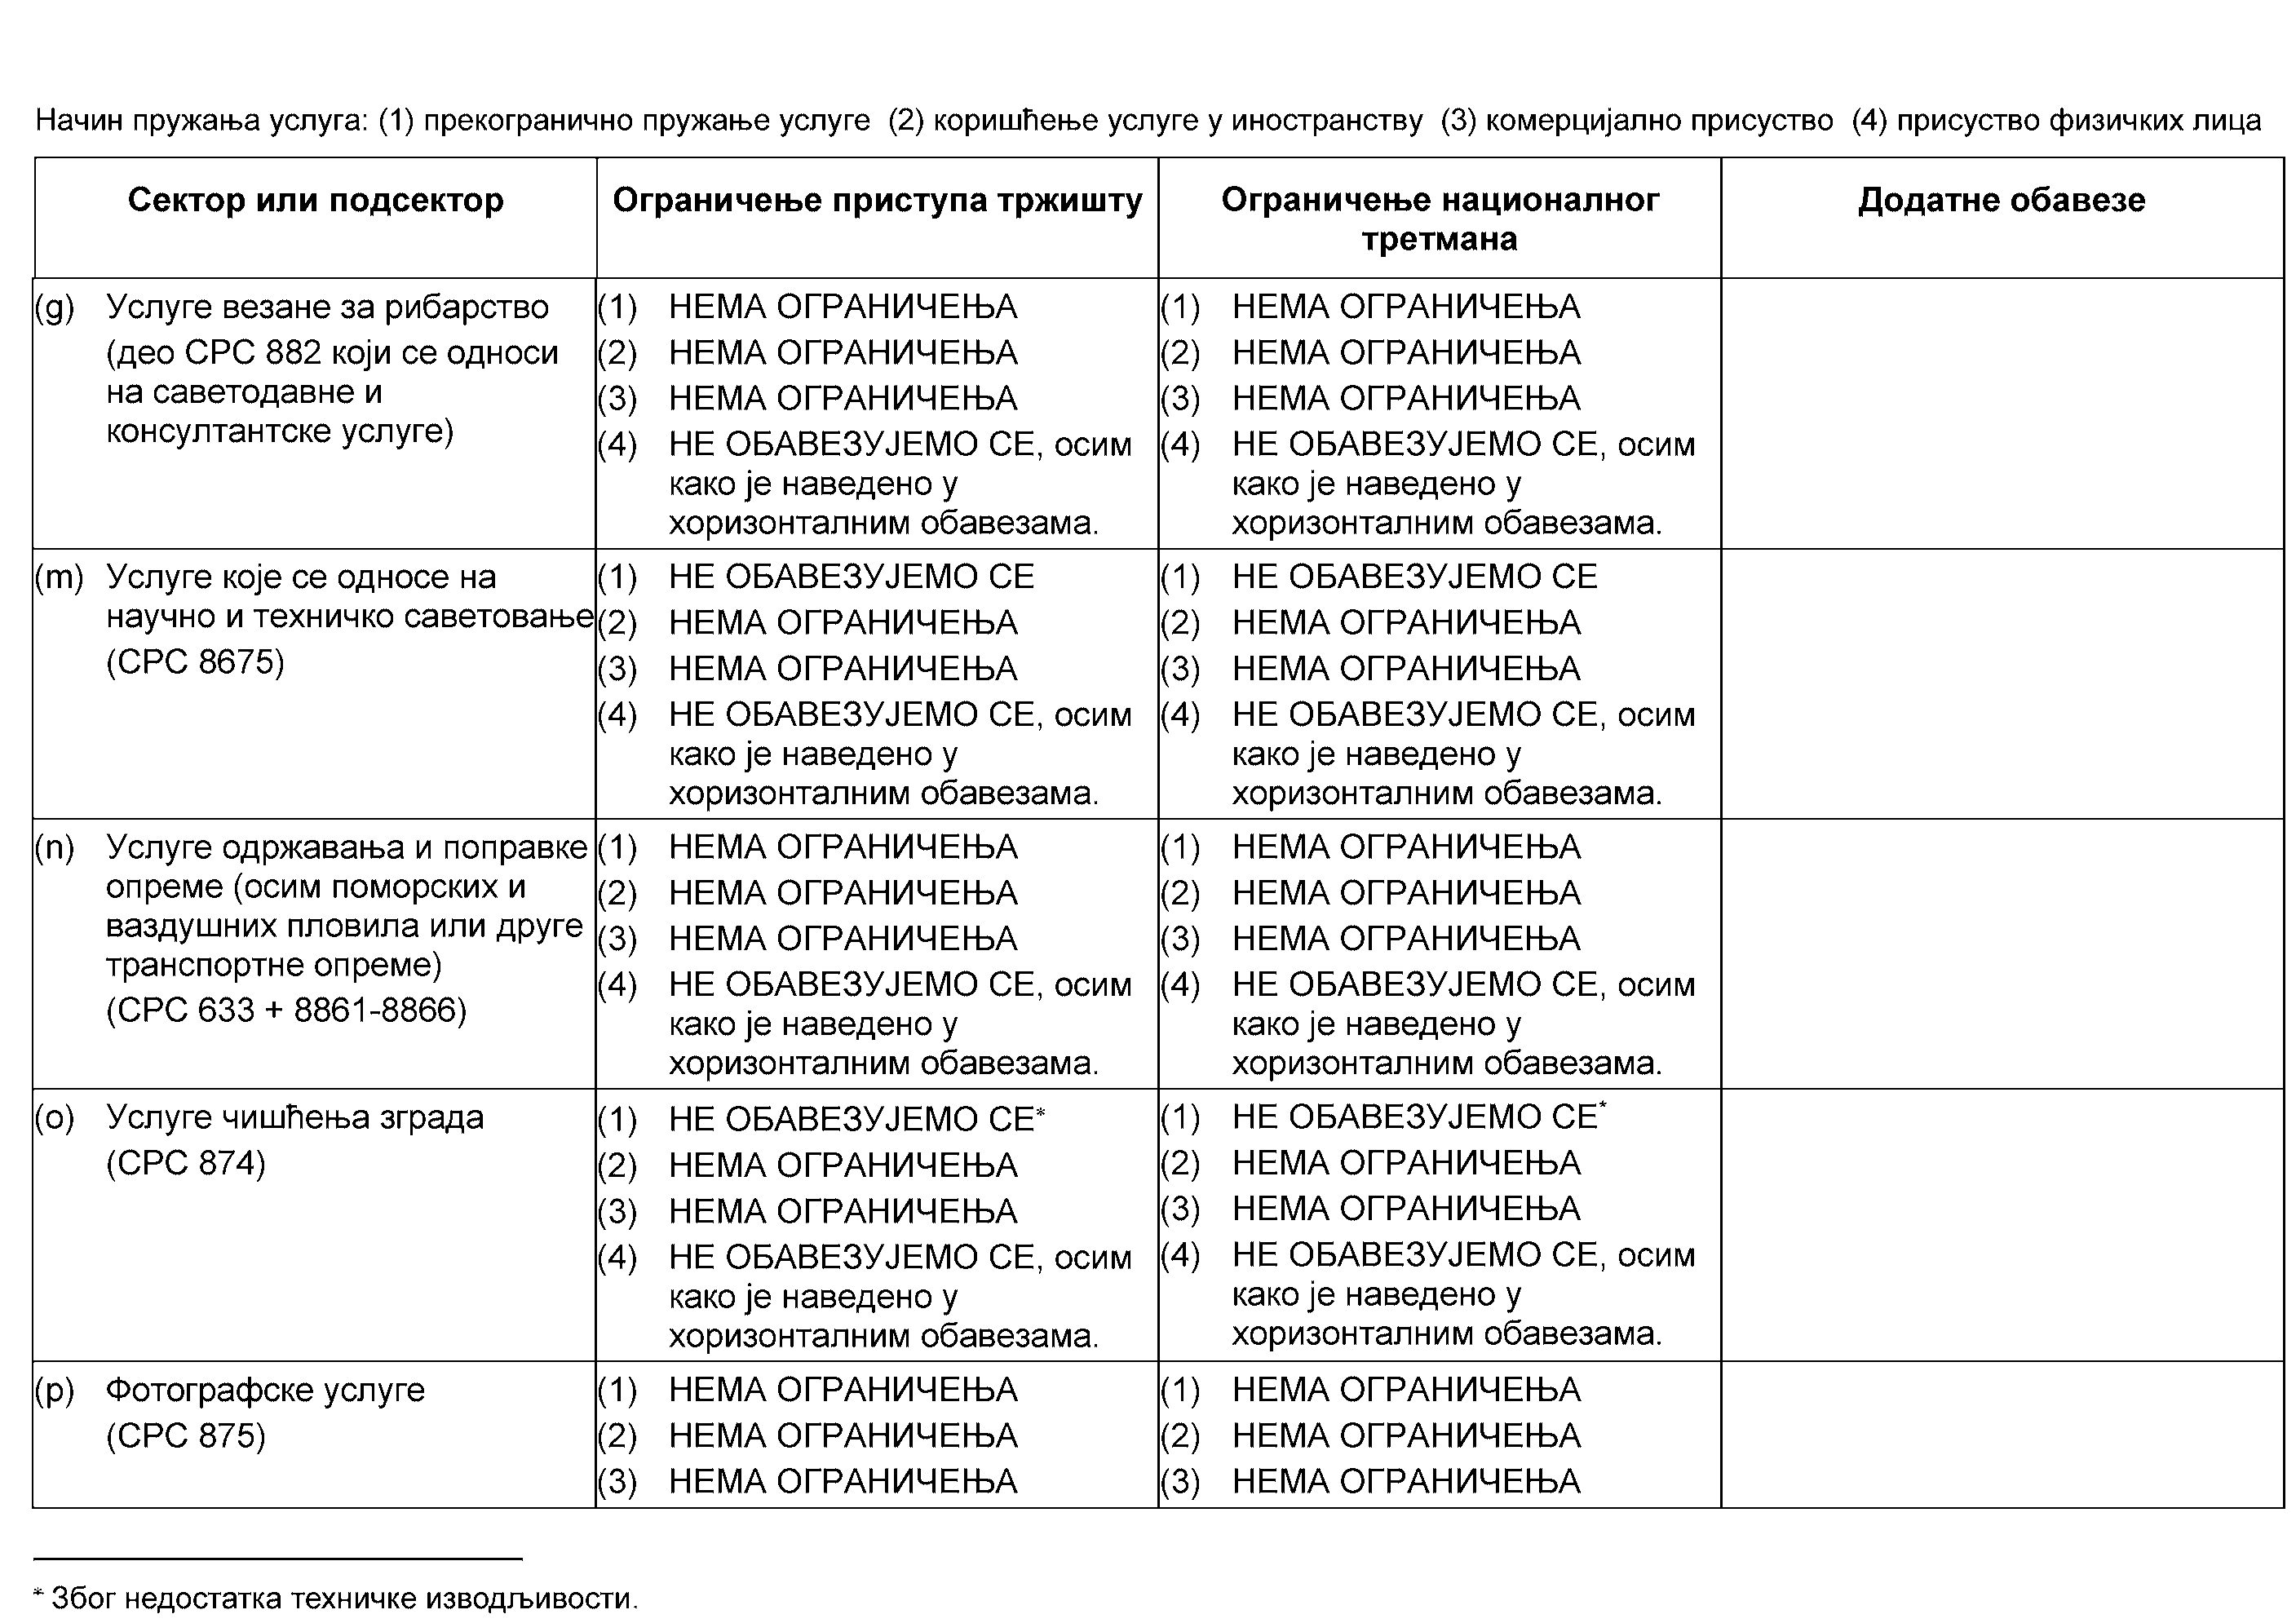 Начин пружања услуга: (1) прекогранично пружање услуге (2) коришћење услуге у иностранству (3) комерцијално присуство (4) присуство физичких лица
Сектор или подсектор
Ограничење приступа тржишту
Ограничење националног
третмана
Додатне обавезе
(g) Услуге везане за рибарство
(део CPC 882 који се односи
на саветодавне и
консултантске услуге)
(1) НЕМА ОГРАНИЧЕЊА
(2) НЕМА ОГРАНИЧЕЊА
(3) НЕМА ОГРАНИЧЕЊА
(4) НЕ ОБАВЕЗУЈЕМО СЕ, осим
како је наведено у
хоризонталним обавезама.
(1) НЕМА ОГРАНИЧЕЊА
(2) НЕМА ОГРАНИЧЕЊА
(3) НЕМА ОГРАНИЧЕЊА
(4) НЕ ОБАВЕЗУЈЕМО СЕ, осим
како је наведено у
хоризонталним обавезама.
(m) Услуге које се односе на
научно и техничко саветовање
(CPC 8675)
(1) НЕ ОБАВЕЗУЈЕМО СЕ
(2) НЕМА ОГРАНИЧЕЊА
(3) НЕМА ОГРАНИЧЕЊА
(4) НЕ ОБАВЕЗУЈЕМО СЕ, осим
како је наведено у
хоризонталним обавезама.
(1) НЕ ОБАВЕЗУЈЕМО СЕ
(2) НЕМА ОГРАНИЧЕЊА
(3) НЕМА ОГРАНИЧЕЊА
(4) НЕ ОБАВЕЗУЈЕМО СЕ, осим
како је наведено у
хоризонталним обавезама.
(n) Услуге одржавања и поправке
опреме (осим поморских и
ваздушних пловила или друге
транспортне опреме)
(CPC 633 + 8861-8866)
(1) НЕМА ОГРАНИЧЕЊА
(2) НЕМА ОГРАНИЧЕЊА
(3) НЕМА ОГРАНИЧЕЊА
(4) НЕ ОБАВЕЗУЈЕМО СЕ, осим
како је наведено у
хоризонталним обавезама.
(1) НЕМА ОГРАНИЧЕЊА
(2) НЕМА ОГРАНИЧЕЊА
(3) НЕМА ОГРАНИЧЕЊА
(4) НЕ ОБАВЕЗУЈЕМО СЕ, осим
како је наведено у
хоризонталним обавезама.
(o) Услуге чишћења зграда
(CPC 874)
(1) НЕ ОБАВЕЗУЈЕМО СЕ*
(2) НЕМА ОГРАНИЧЕЊА
(3) НЕМА ОГРАНИЧЕЊА
(4) НЕ ОБАВЕЗУЈЕМО СЕ, осим
како је наведено у
хоризонталним обавезама.
(1) НЕ ОБАВЕЗУЈЕМО СЕ*
(2) НЕМА ОГРАНИЧЕЊА
(3) НЕМА ОГРАНИЧЕЊА
(4) НЕ ОБАВЕЗУЈЕМО СЕ, осим
како је наведено у
хоризонталним обавезама.
(p) Фотографске услуге
(CPC 875)
(1) НЕМА ОГРАНИЧЕЊА
(2) НЕМА ОГРАНИЧЕЊА
(3) НЕМА ОГРАНИЧЕЊА
(1) НЕМА ОГРАНИЧЕЊА
(2) НЕМА ОГРАНИЧЕЊА
(3) НЕМА ОГРАНИЧЕЊА
* Због недостатка техничке изводљивости.